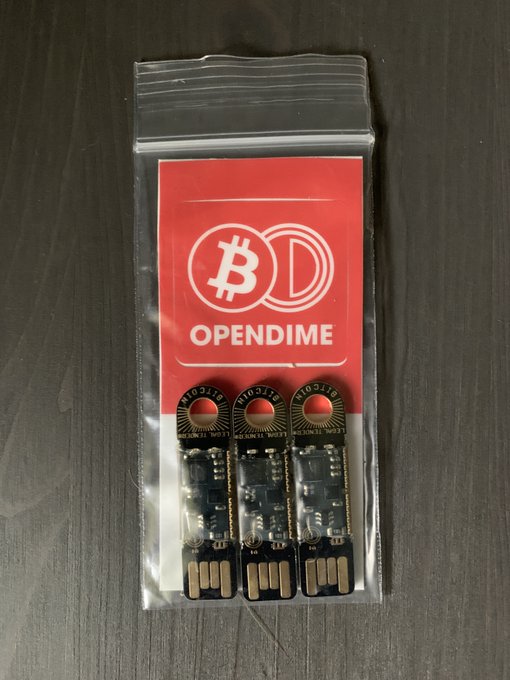 OPENDIME
BITCOIN
LEGAL TENDER
BITCOIN
LEGAL TENDER
BITCOIN
LEGAL TENDER